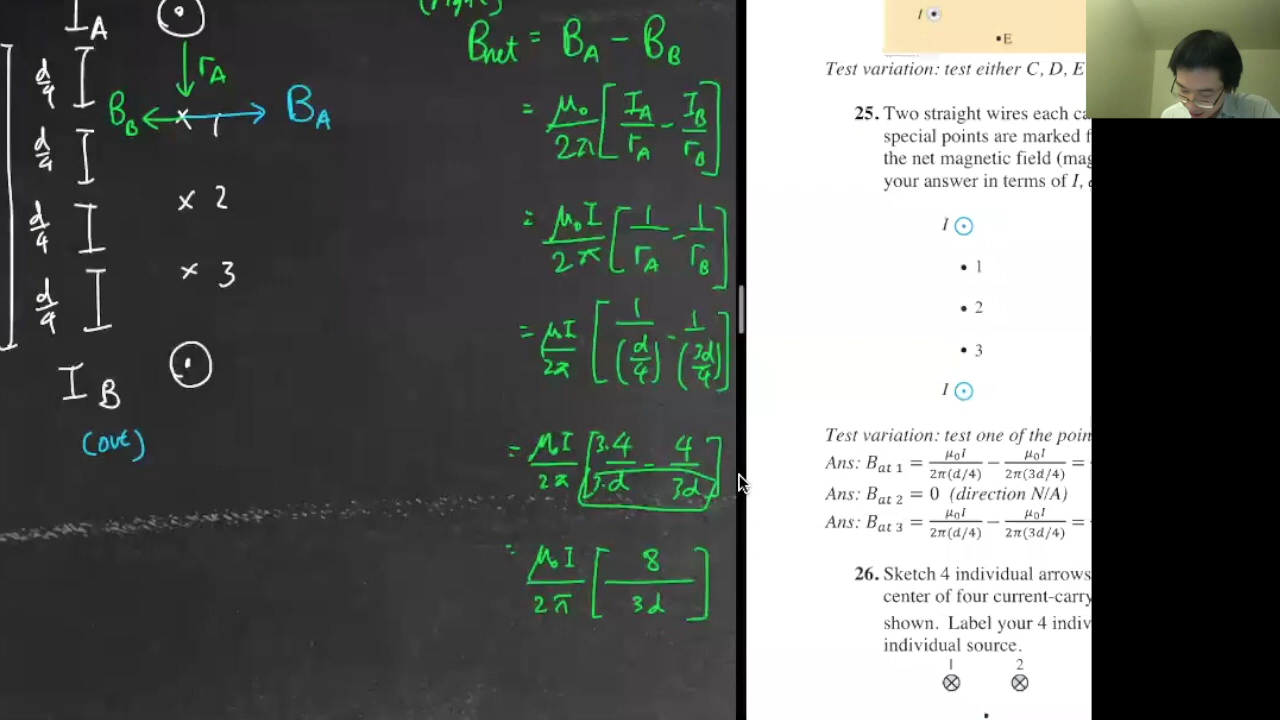 I_A
d/4 I r_A
B_B × 1 B_A
d/4 I
× 2
d/4 I
× 3
d/4 I
I_B
(out)
B_net = B_A - B_B
= μ₀/2π [I_A/r_A - I_B/r_B]
= μ₀I/2π [1/r_A - 1/r_B]
= μ₀I/2π [1/(d/4) - 1/(3d/4)]
= μ₀I/2π [3·4/3·d - 4/3d]
= μ₀I/2π [8/3d]
I
•E
Test variation: test either C, D, E
25. Two straight wires each ca
special points are marked f
the net magnetic field (mag
your answer in terms of I,
I
• 1
• 2
• 3
I
Test variation: test one of the poin
Ans: B_at 1 = μ₀I/2π(d/4) − μ₀I/2π(3d/4) =
Ans: B_at 2 = 0 (direction N/A)
Ans: B_at 3 = μ₀I/2π(d/4) − μ₀I/2π(3d/4) =
26. Sketch 4 individual arrows
center of four current-carry
shown. Label your 4 indiv
individual source.
1 2